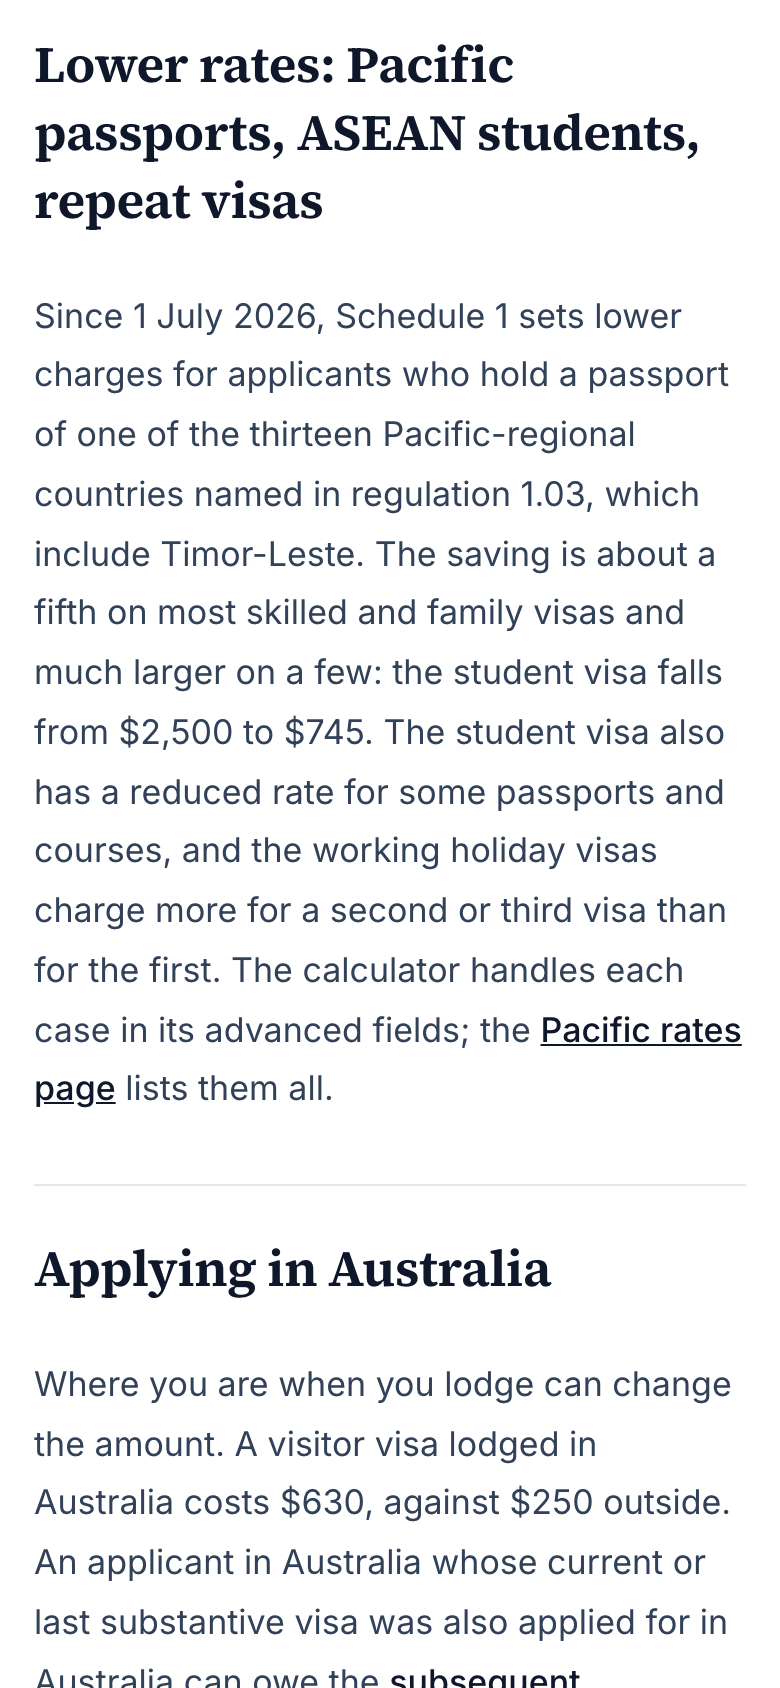 Lower rates: Pacific
passports, ASEAN students,
repeat visas
Since 1 July 2026, Schedule 1 sets lower
charges for applicants who hold a passport
of one of the thirteen Pacific-regional
countries named in regulation 1.03, which
include Timor-Leste. The saving is about a
fifth on most skilled and family visas and
much larger on a few: the student visa falls
from $2,500 to $745. The student visa also
has a reduced rate for some passports and
courses, and the working holiday visas
charge more for a second or third visa than
for the first. The calculator handles each
case in its advanced fields; the Pacific rates
page lists them all.
Applying in Australia
Where you are when you lodge can change
the amount. A visitor visa lodged in
Australia costs $630, against $250 outside.
An applicant in Australia whose current or
last substantive visa was also applied for in
Australia can owe the subsequent